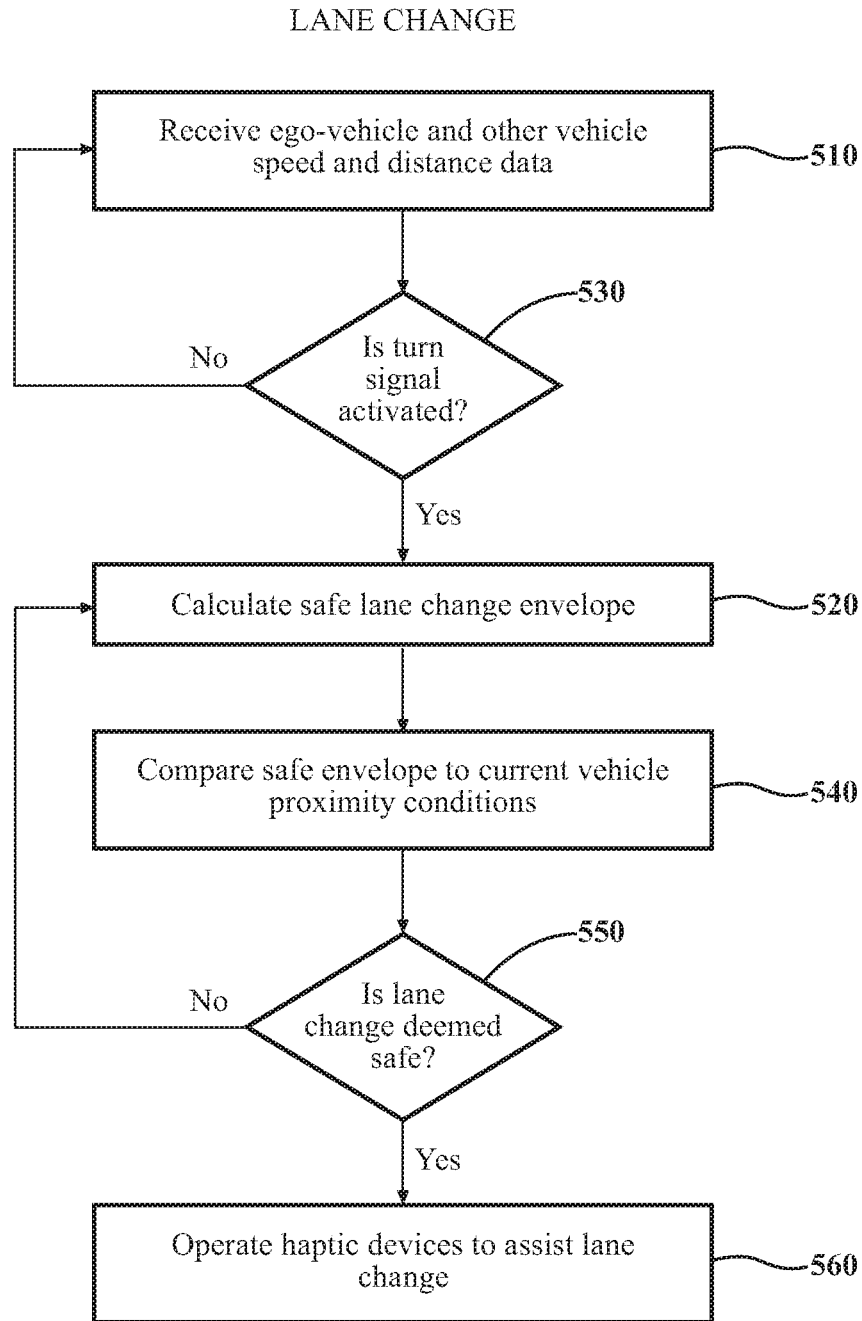 LANE CHANGE
Receive ego-vehicle and other vehicle
speed and distance data
510
530
Is turn
signal
activated?
No
Yes
Calculate safe lane change envelope
520
Compare safe envelope to current vehicle
proximity conditions
540
550
Is lane
change deemed
safe?
No
Yes
Operate haptic devices to assist lane
change
560